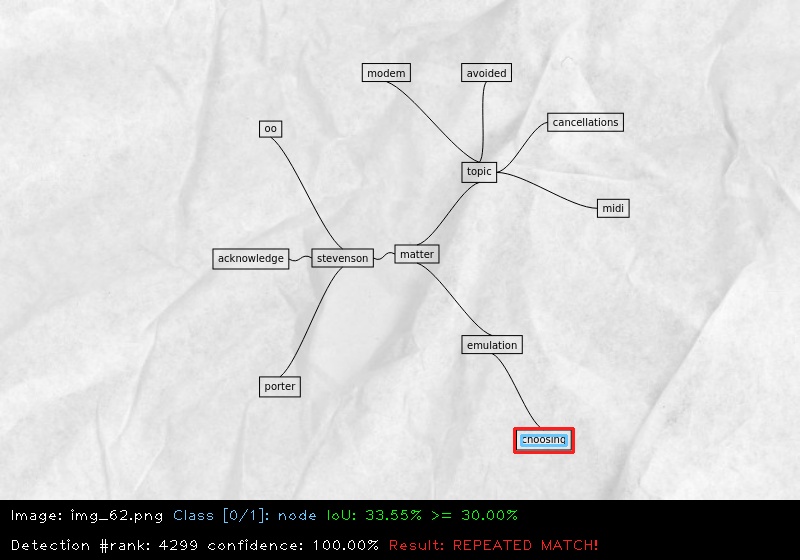 modem
avoided
cancellations
oo
topic
midi
acknowledge
stevenson
matter
emulation
porter
choosing
Image: img_62.png Class [0/1]: node IoU: 33.55% >= 30.00%
Detection #rank: 4299 confidence: 100.00% Result: REPEATED MATCH!